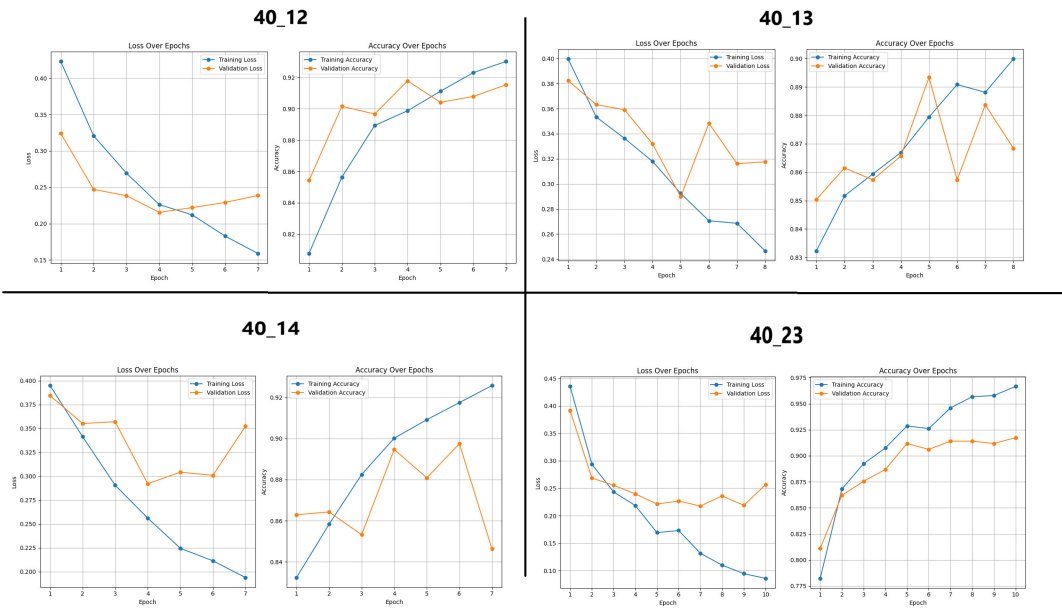 40_12
Loss Over Epochs
Training Loss
Validation Loss
0.40
0.35
0.30
0.25
0.20
0.15
Loss
1 2 3 4 5 6 7
Epoch
Accuracy Over Epochs
Training Accuracy
Validation Accuracy
0.92
0.90
0.88
0.86
0.84
0.82
Accuracy
1 2 3 4 5 6 7
Epoch
40_13
Loss Over Epochs
Training Loss
Validation Loss
0.40
0.38
0.36
0.34
0.32
0.30
0.28
0.26
0.24
Loss
1 2 3 4 5 6 7 8
Epoch
Accuracy Over Epochs
Training Accuracy
Validation Accuracy
0.90
0.89
0.88
0.87
0.86
0.85
0.84
0.83
Accuracy
1 2 3 4 5 6 7 8
Epoch
40_14
Loss Over Epochs
Training Loss
Validation Loss
0.400
0.375
0.350
0.325
0.300
0.275
0.250
0.225
0.200
Loss
1 2 3 4 5 6 7
Epoch
Accuracy Over Epochs
Training Accuracy
Validation Accuracy
0.92
0.90
0.88
0.86
0.84
Accuracy
1 2 3 4 5 6 7
Epoch
40_23
Loss Over Epochs
Training Loss
Validation Loss
0.45
0.40
0.35
0.30
0.25
0.20
0.15
0.10
Loss
1 2 3 4 5 6 7 8 9 10
Epoch
Accuracy Over Epochs
Training Accuracy
Validation Accuracy
0.975
0.950
0.925
0.900
0.875
0.850
0.825
0.800
0.775
Accuracy
1 2 3 4 5 6 7 8 9 10
Epoch